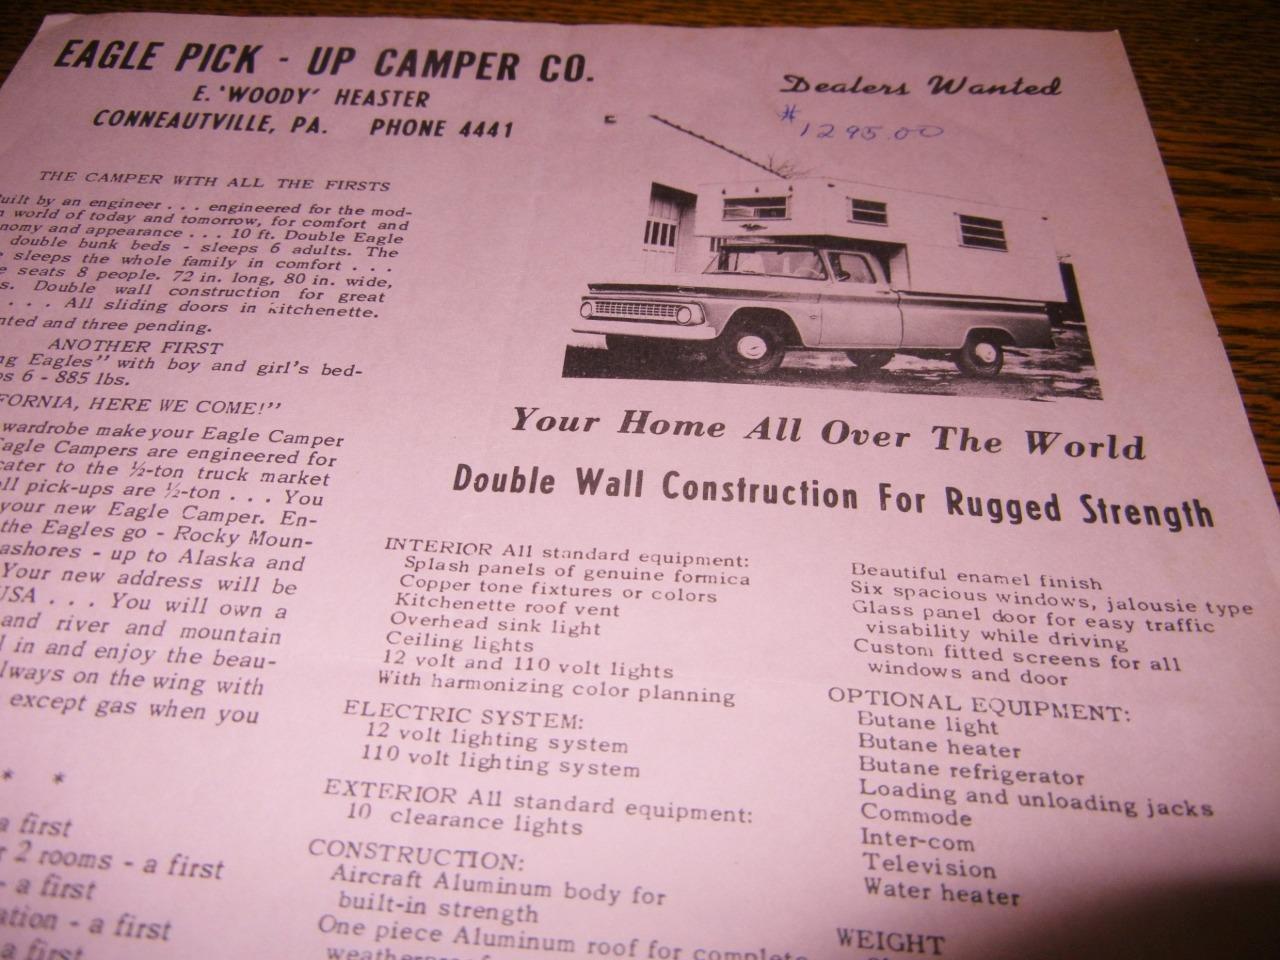 EAGLE PICK - UP CAMPER CO.
E. 'WOODY' HEASTER
CONNEAUTVILLE, PA. PHONE 4441
Dealers Wanted
$1295.00
THE CAMPER WITH ALL THE FIRSTS
Built by an engineer . . . engineered for the mod-
world of today and tomorrow, for comfort and
and appearance . . . 10 ft. Double Eagle
double bunk beds - sleeps 6 adults. The
sleeps the whole family in comfort . . .
seats 8 people. 72 in. long, 80 in. wide,
Double wall construction for great
. . . . All sliding doors in kitchenette.
and three pending.
ANOTHER FIRST
Eagles" with boy and girl's bed-
6 - 885 lbs.
HERE WE COME!"
wardrobe make your Eagle Camper
Eagle Campers are engineered for
cater to the ½-ton truck market
pick-ups are ½-ton . . . You
your new Eagle Camper. En-
the Eagles go - Rocky Moun-
- up to Alaska and
Your new address will be
USA . . . You will own a
and river and mountain
in and enjoy the beau-
always on the wing with
except gas when you
* *
a first
2 rooms - a first
- a first
- a first
a first
Your Home All Over The World
Double Wall Construction For Rugged Strength
INTERIOR All standard equipment:
Splash panels of genuine formica
Copper tone fixtures or colors
Kitchenette roof vent
Overhead sink light
Ceiling lights
12 volt and 110 volt lights
With harmonizing color planning
ELECTRIC SYSTEM:
12 volt lighting system
110 volt lighting system
EXTERIOR All standard equipment:
10 clearance lights
CONSTRUCTION:
Aircraft Aluminum body for
built-in strength
One piece Aluminum roof for complete
Beautiful enamel finish
Six spacious windows, jalousie type
Glass panel door for easy traffic
visability while driving
Custom fitted screens for all
windows and door
OPTIONAL EQUIPMENT:
Butane light
Butane heater
Butane refrigerator
Loading and unloading jacks
Commode
Inter-com
Television
Water heater
WEIGHT